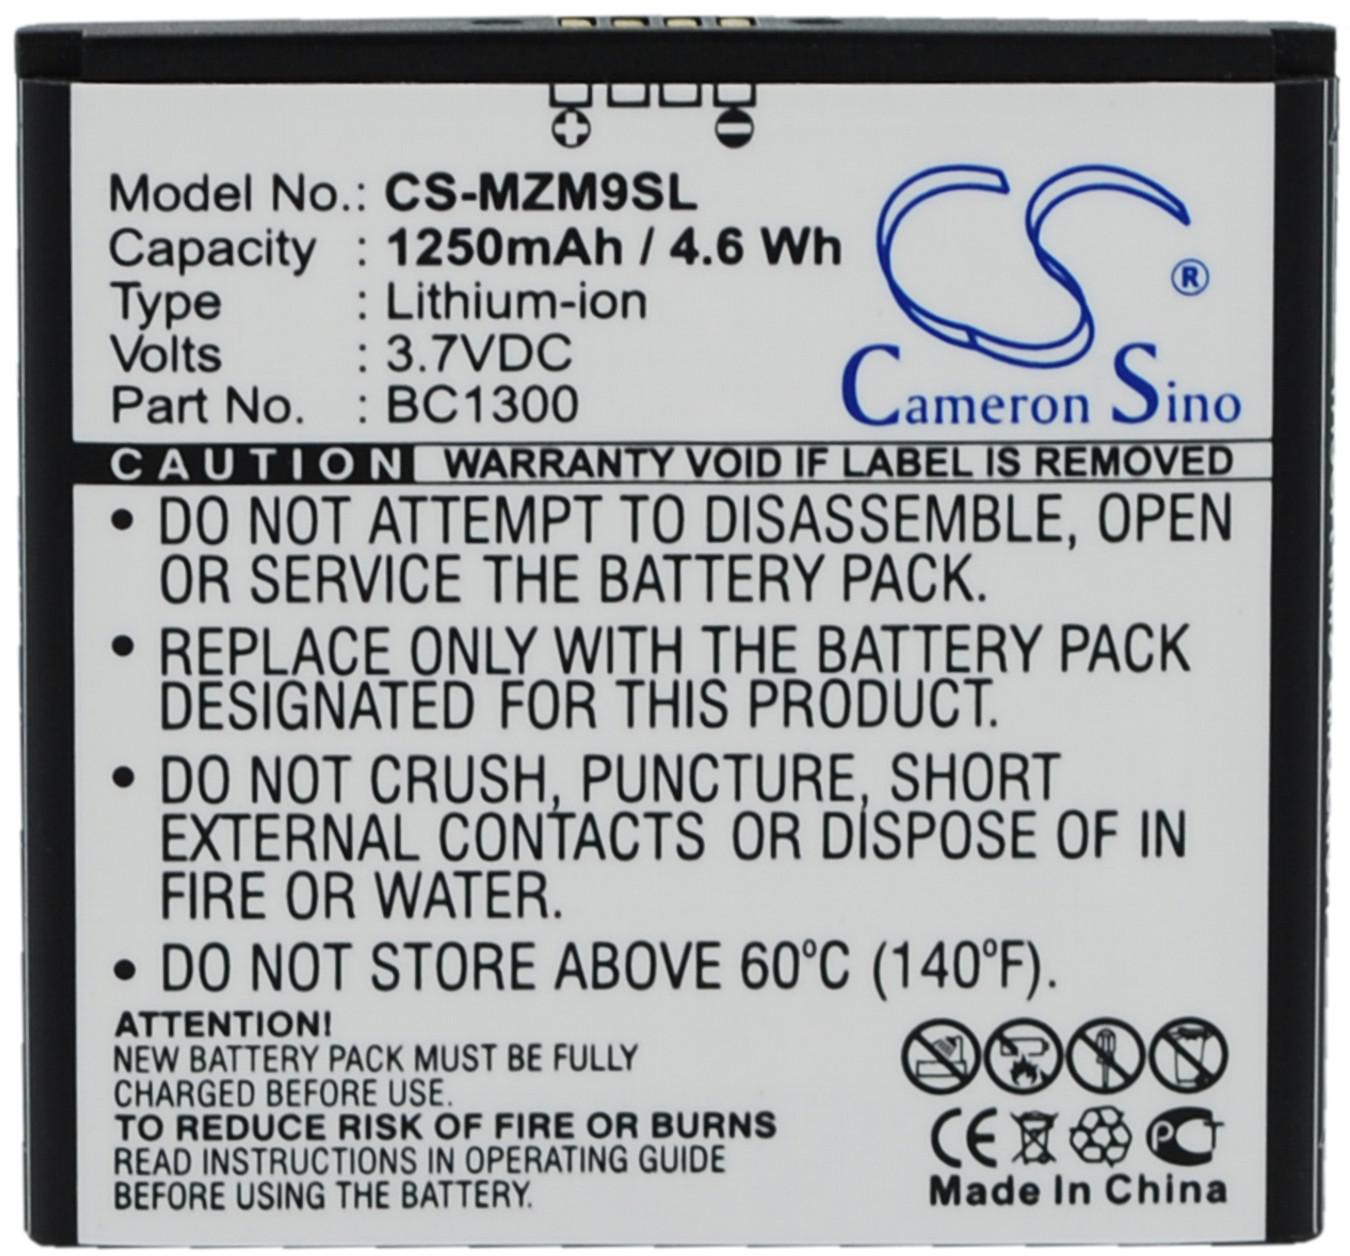 Model No.: CS-MZM9SL
Capacity : 1250mAh / 4.6 Wh
Type : Lithium-ion
Volts : 3.7VDC
Part No. : BC1300
CS ®
Cameron Sino
CAUTION WARRANTY VOID IF LABEL IS REMOVED
• DO NOT ATTEMPT TO DISASSEMBLE, OPEN
OR SERVICE THE BATTERY PACK.
• REPLACE ONLY WITH THE BATTERY PACK
DESIGNATED FOR THIS PRODUCT.
• DO NOT CRUSH, PUNCTURE, SHORT
EXTERNAL CONTACTS OR DISPOSE OF IN
FIRE OR WATER.
• DO NOT STORE ABOVE 60°C (140°F).
ATTENTION!
NEW BATTERY PACK MUST BE FULLY
CHARGED BEFORE USE.
TO REDUCE RISK OF FIRE OR BURNS
READ INSTRUCTIONS IN OPERATING GUIDE
BEFORE USING THE BATTERY.
CE PCT
Made In China